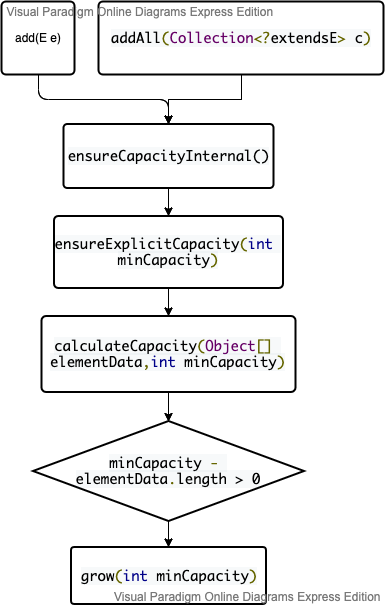 Visual Paradigm Online Diagrams Express Edition
add(E e)
addAll(Collection<?extendsE> c)
ensureCapacityInternal()
ensureExplicitCapacity(int
minCapacity)
calculateCapacity(Object[]
elementData,int minCapacity)
minCapacity -
elementData.length > 0
grow(int minCapacity)
Visual Paradigm Online Diagrams Express Edition